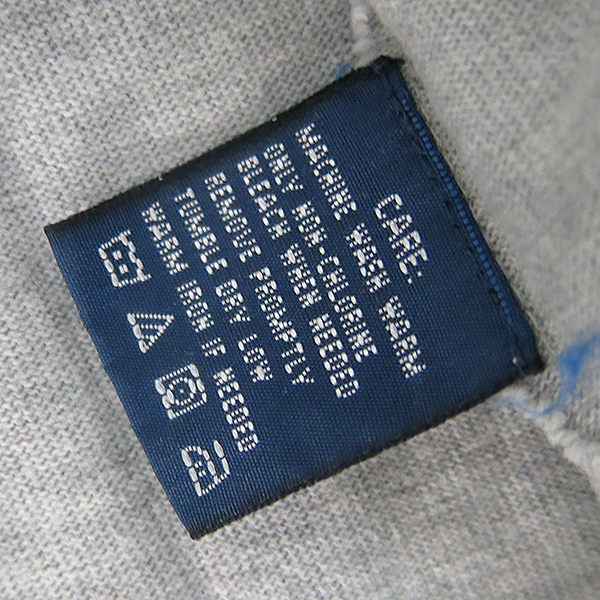 CARE:
MACHINE WASH WARM
ONLY NON-CHLORINE
BLEACH WHEN NEEDED
REMOVE PROMPTLY
TUMBLE DRY LOW
WARM IRON IF NEEDED